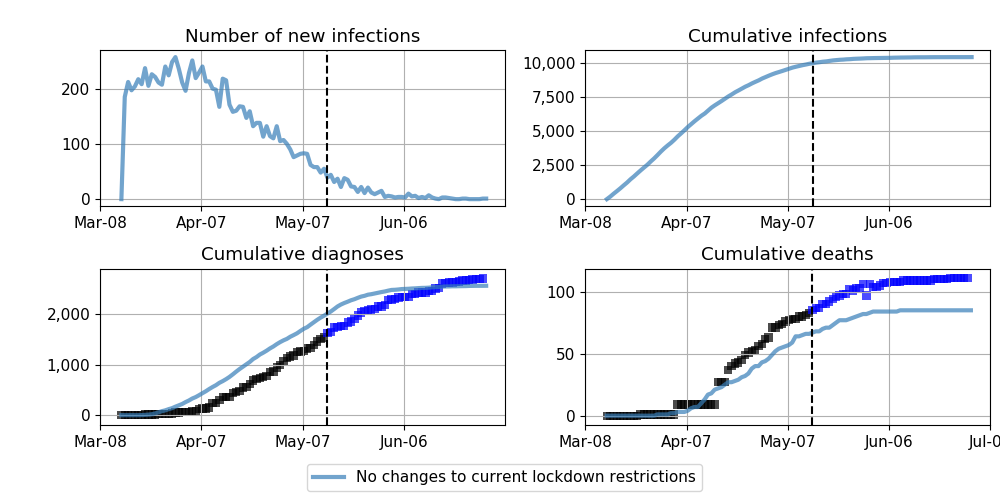 Number of new infections
200
100
0
Mar-08 Apr-07 May-07 Jun-06
Cumulative infections
10,000
7,500
5,000
2,500
0
Mar-08 Apr-07 May-07 Jun-06
Cumulative diagnoses
2,000
1,000
0
Mar-08 Apr-07 May-07 Jun-06
Cumulative deaths
100
50
0
Mar-08 Apr-07 May-07 Jun-06 Jul-0
No changes to current lockdown restrictions